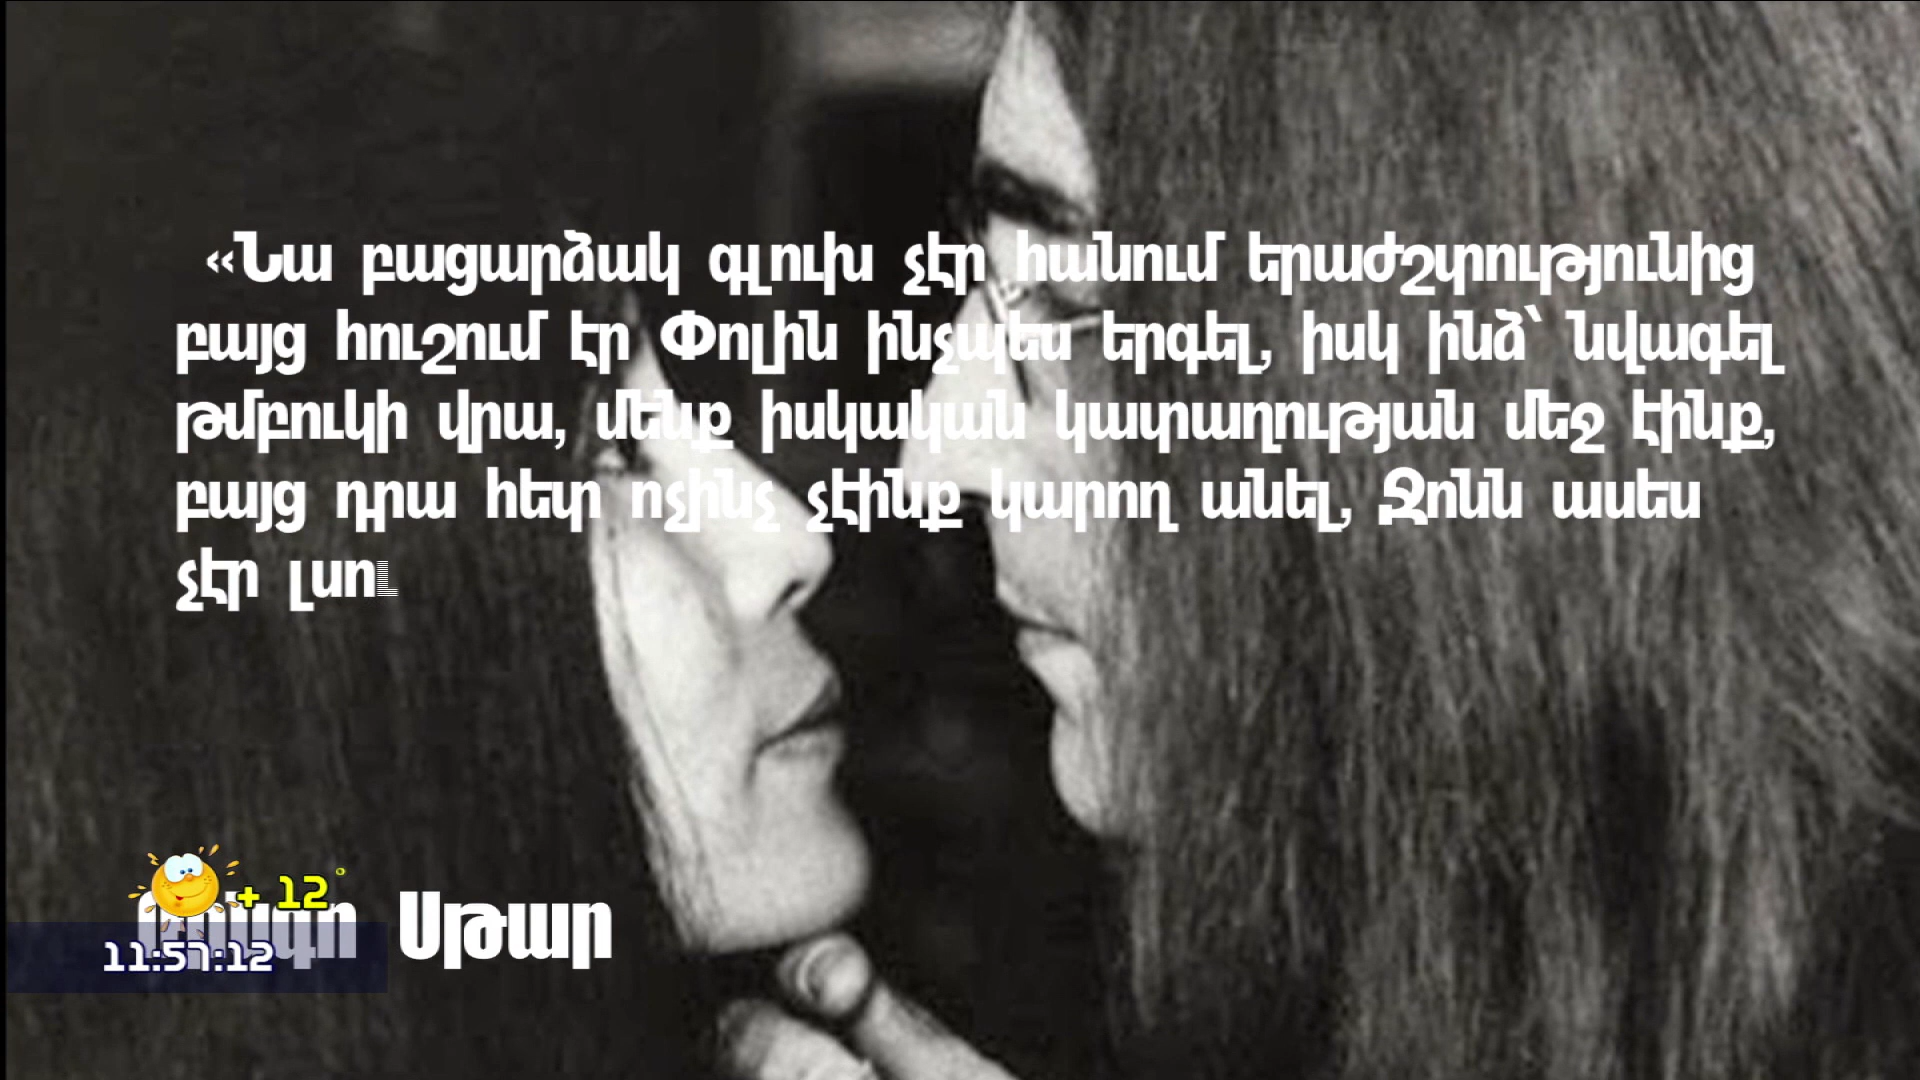 «Նա բացարձակ գլուխ չէր հանում երաժշտությունից
բայց հուշում էր Փոլին ինչպես երգել, իսկ ինձ՝ նվագել
թմբուկի վրա, մենք իսկական կատաղության մեջ էինք,
բայց դրա հետ ոչինչ չէինք կարող անել, Ջոնն ասես
չէր լսու
+ 12°
Սթար
11:57:12